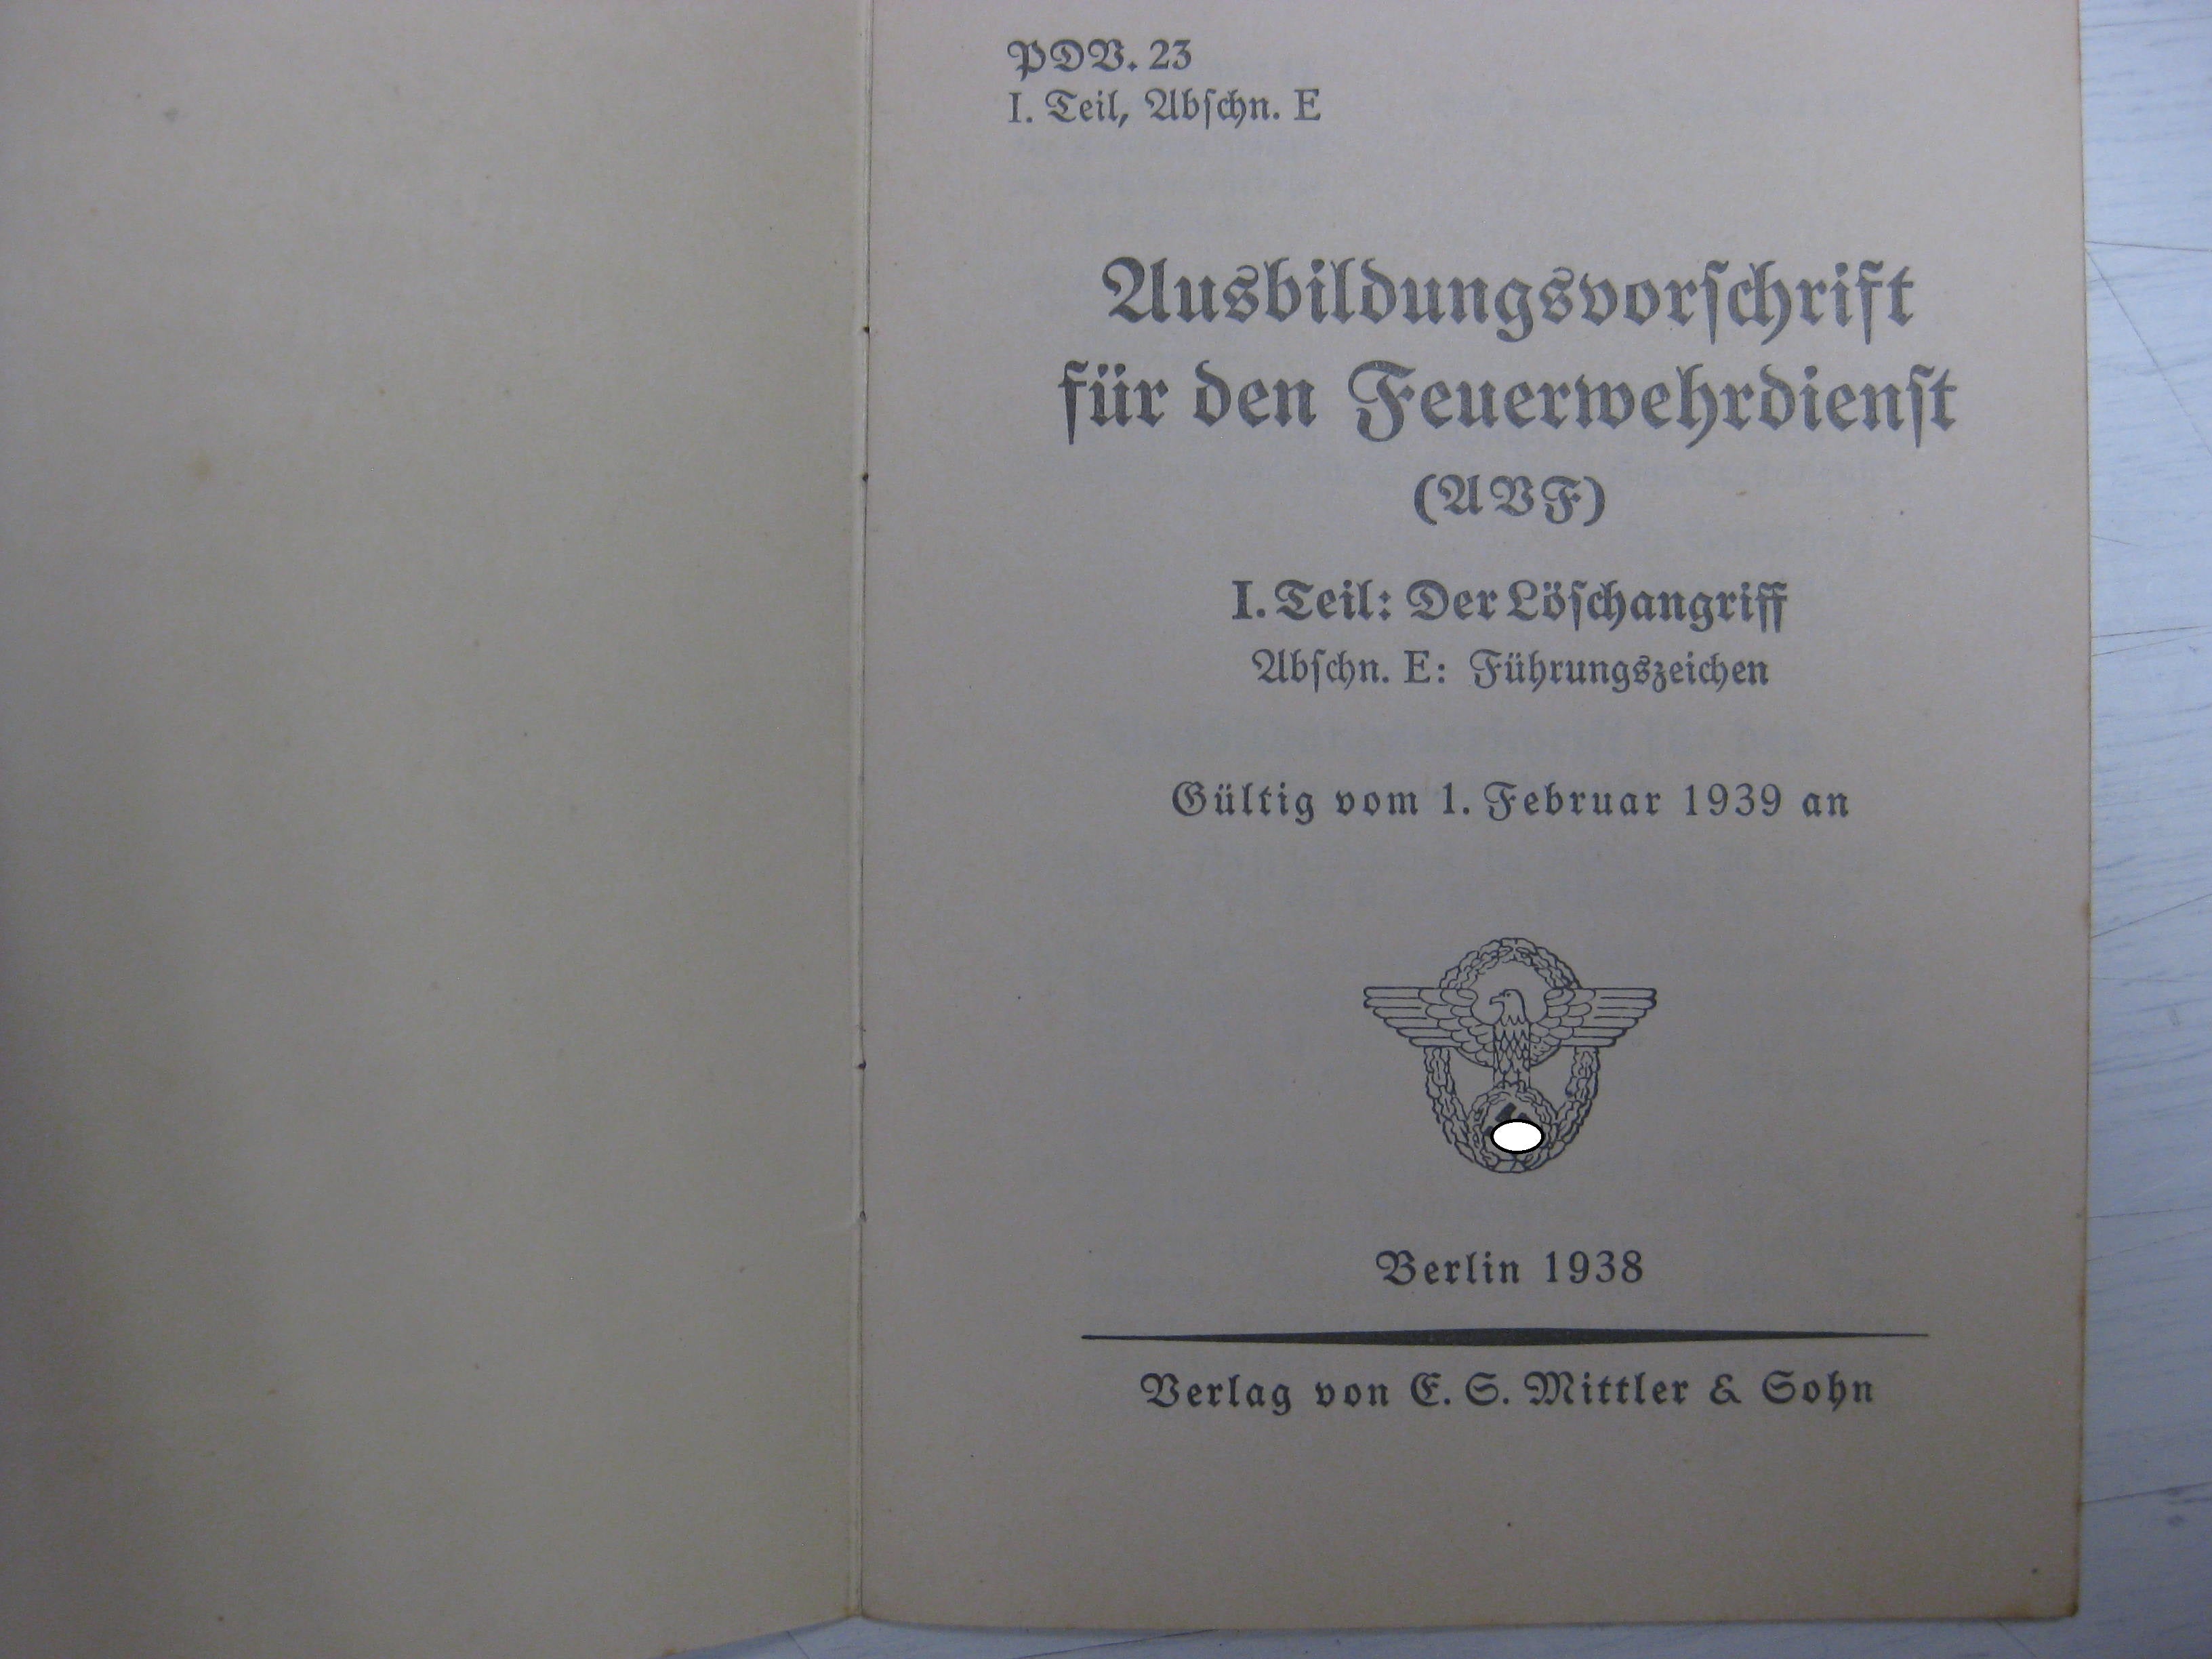 PDV. 23
I. Teil, Abschn. E
Ausbildungsvorschrift
für den Feuerwehrdienst
(AVF)
I. Teil: Der Löschangriff
Abschn. E: Führungszeichen
Gültig vom 1. Februar 1939 an
Berlin 1938
Verlag von E. S. Mittler & Sohn